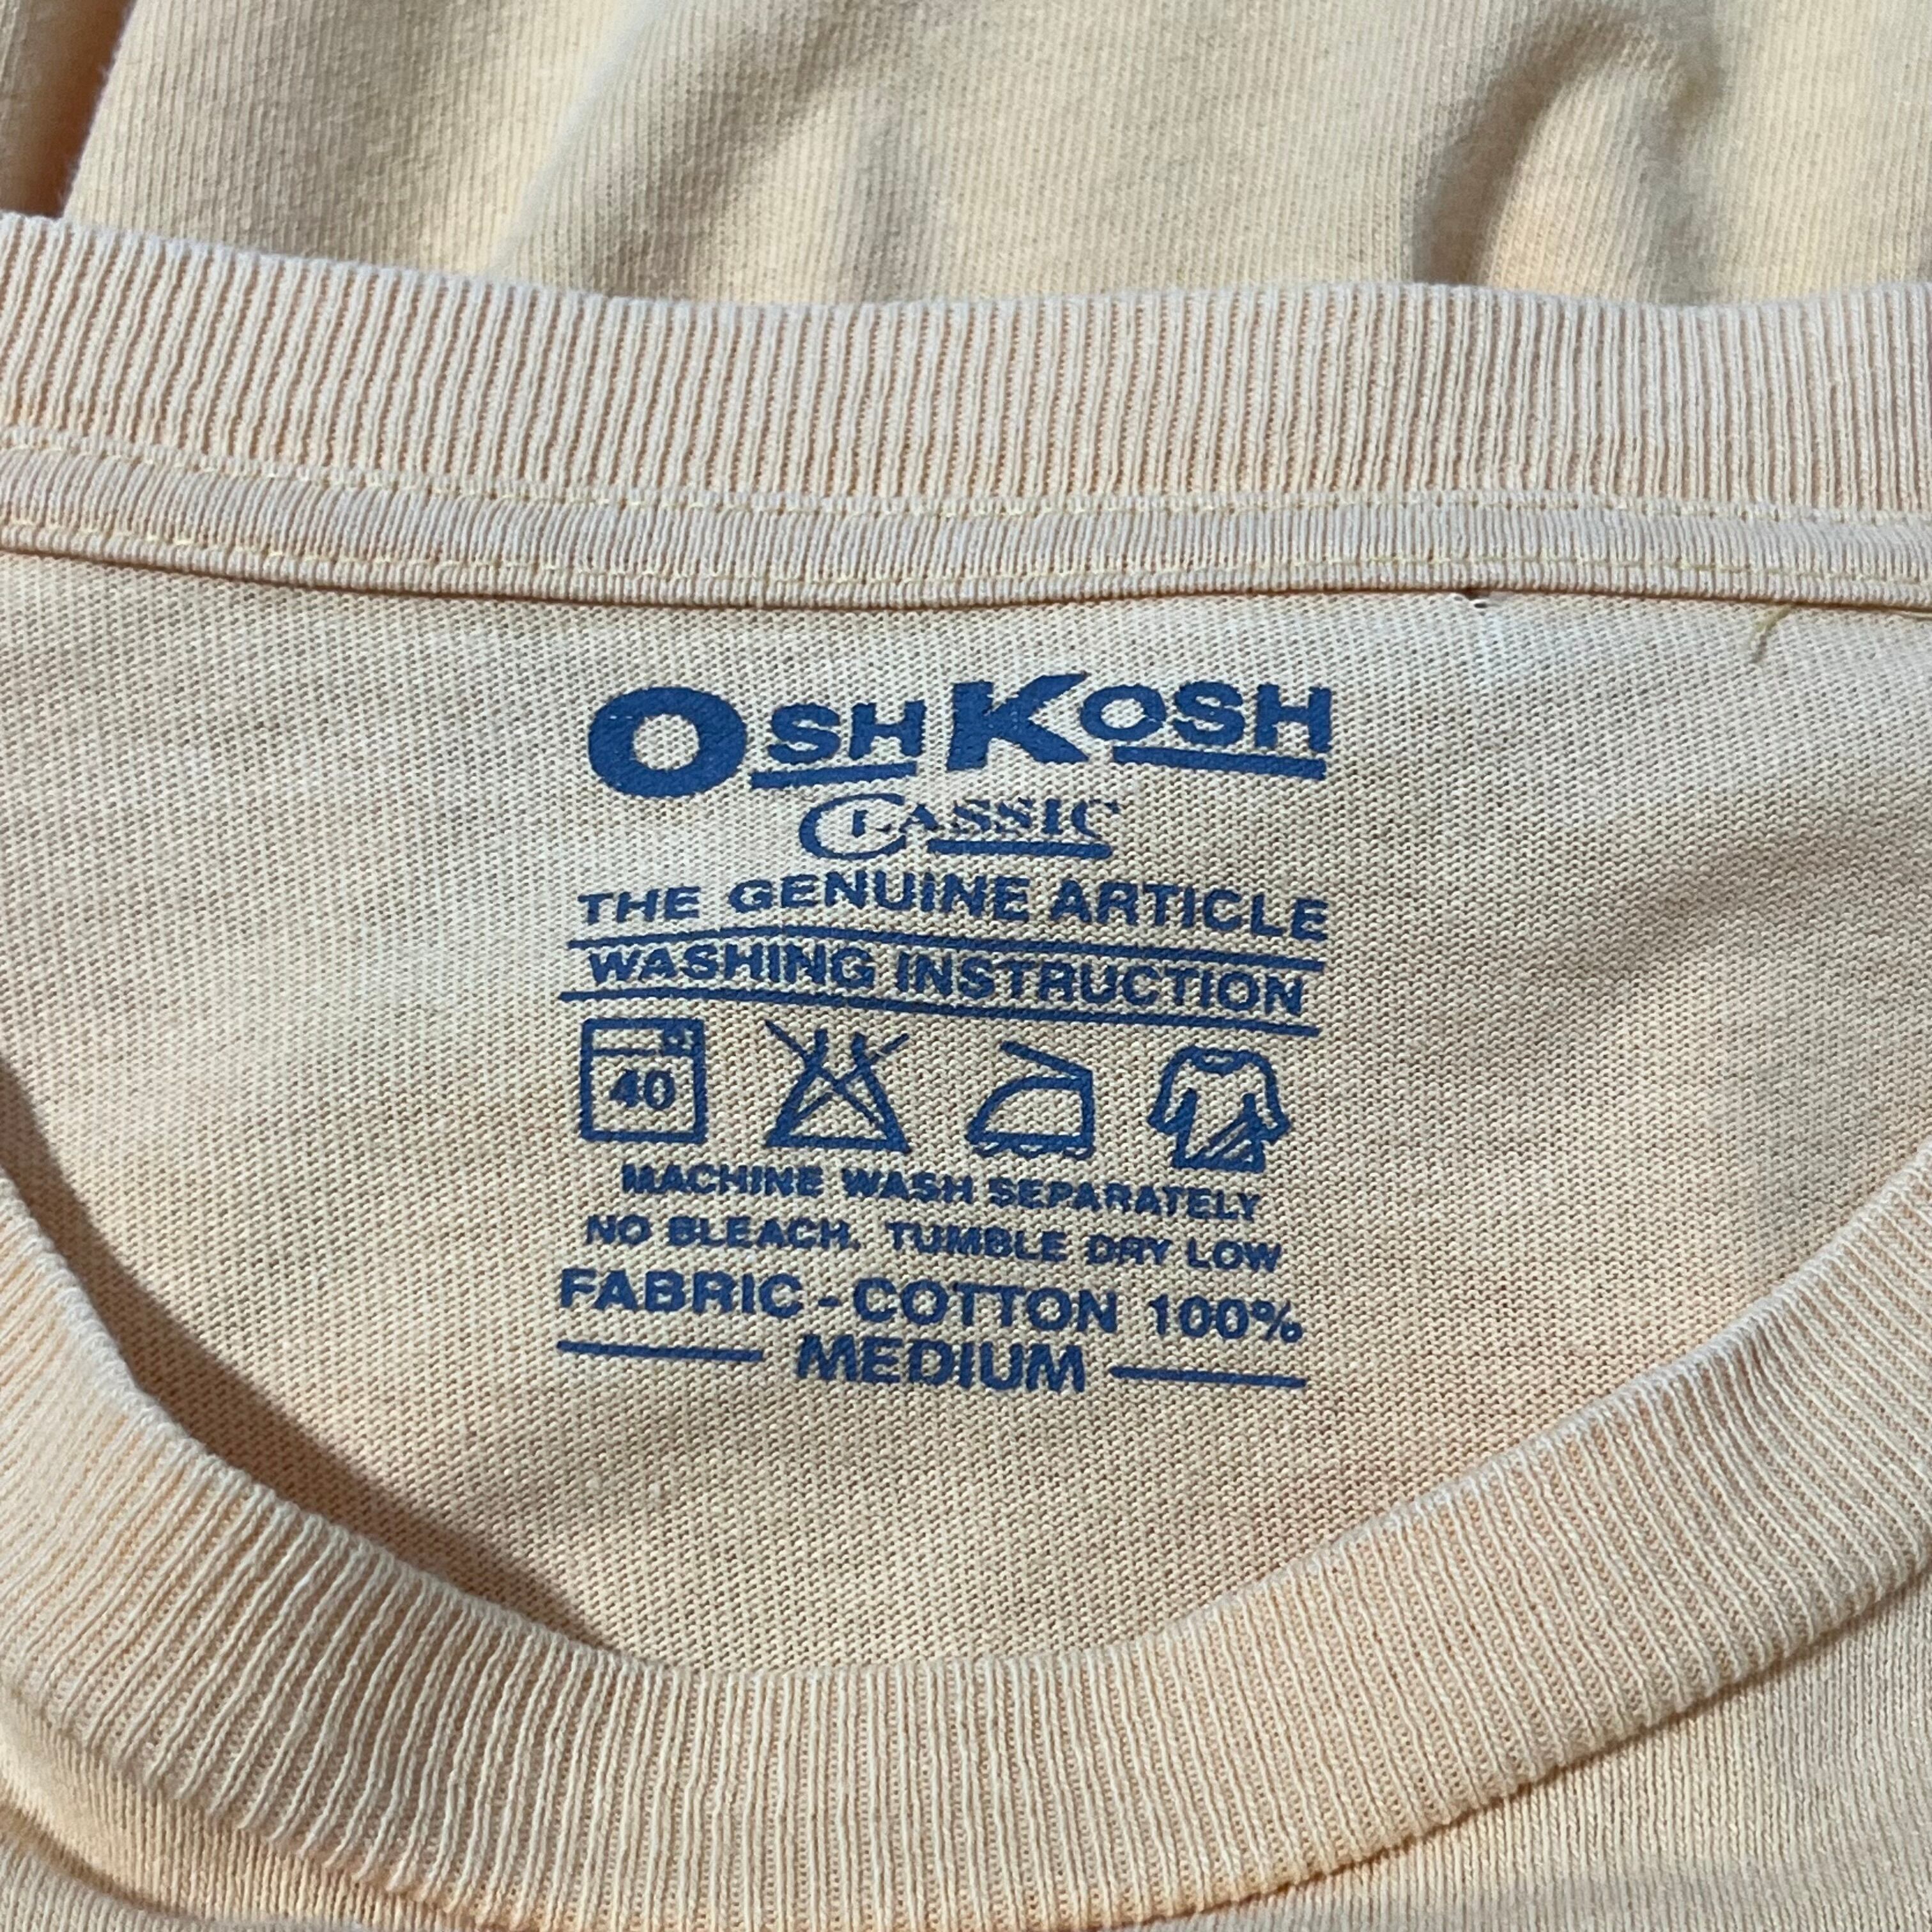 OSHKOSH
CLASSIC
THE GENUINE ARTICLE
WASHING INSTRUCTION
40
MACHINE WASH SEPARATELY
NO BLEACH. TUMBLE DRY LOW
FABRIC - COTTON 100%
MEDIUM